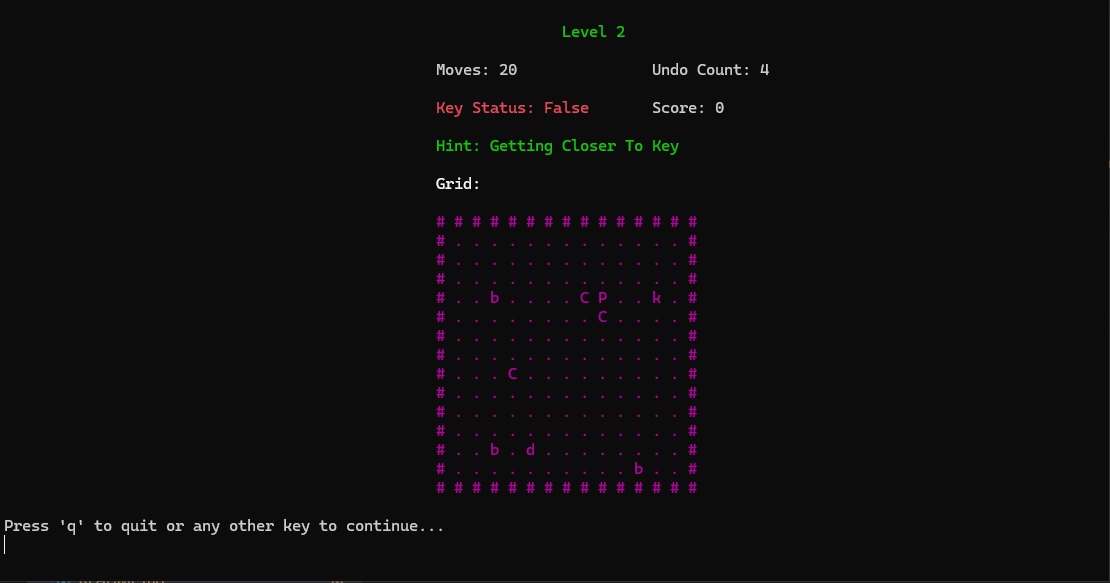 Level 2
Moves: 20 Undo Count: 4
Key Status: False Score: 0
Hint: Getting Closer To Key
Grid:
# # # # # # # # # # # # # # #
# . . . . . . . . . . . . . #
# . . . . . . . . . . . . . #
# . . . . . . . . . . . . . #
# . . b . . . . C P . . k . #
# . . . . . . . . C . . . . #
# . . . . . . . . . . . . . #
# . . . . . . . . . . . . . #
# . . . C . . . . . . . . . #
# . . . . . . . . . . . . . #
# . . . . . . . . . . . . . #
# . . . . . . . . . . . . . #
# . . b . d . . . . . . . . #
# . . . . . . . . . . b . . #
# # # # # # # # # # # # # # #
Press 'q' to quit or any other key to continue...